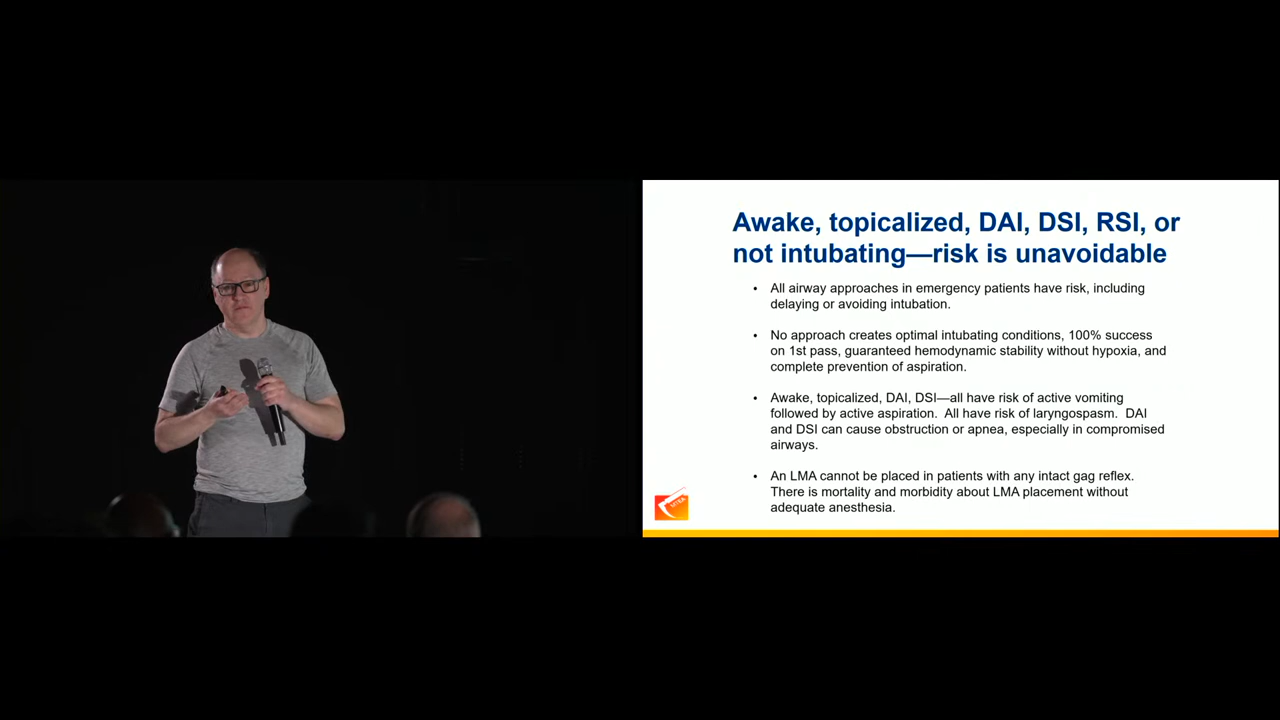 Awake, topicalized, DAI, DSI, RSI, or
not intubating—risk is unavoidable
• All airway approaches in emergency patients have risk, including
delaying or avoiding intubation.
• No approach creates optimal intubating conditions, 100% success
on 1st pass, guaranteed hemodynamic stability without hypoxia, and
complete prevention of aspiration.
• Awake, topicalized, DAI, DSI—all have risk of active vomiting
followed by active aspiration.  All have risk of laryngospasm.  DAI
and DSI can cause obstruction or apnea, especially in compromised
airways.
• An LMA cannot be placed in patients with any intact gag reflex.
There is mortality and morbidity about LMA placement without
adequate anesthesia.